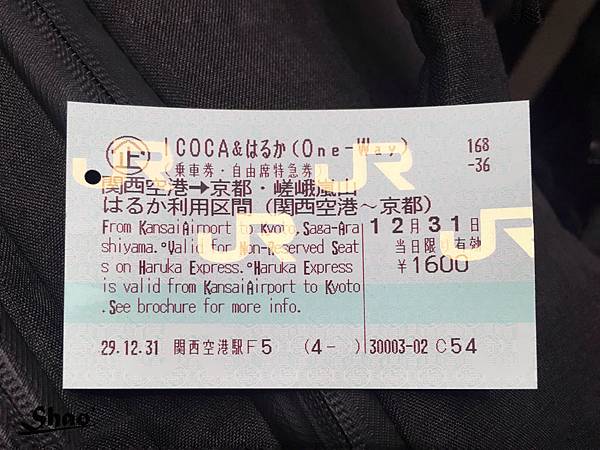 企 ICOCA&はるか(One-Way) 168
(乗車券・自由席特急券) -36
関西空港→京都・嵯峨嵐山
はるか利用区間(関西空港~京都) 12月31日
From KansaiAirport to Kyoto,Saga-Ara 当日限り有効
shiyama.°Valid for Non-Reserved Seat ¥1600
s on Haruka Express.°Haruka Express
is valid from KansaiAirport to Kyoto
.See brochure for more info.
29.12.31 関西空港駅F5 (4- ) 30003-02 C54
JR JR JR JR
Shao